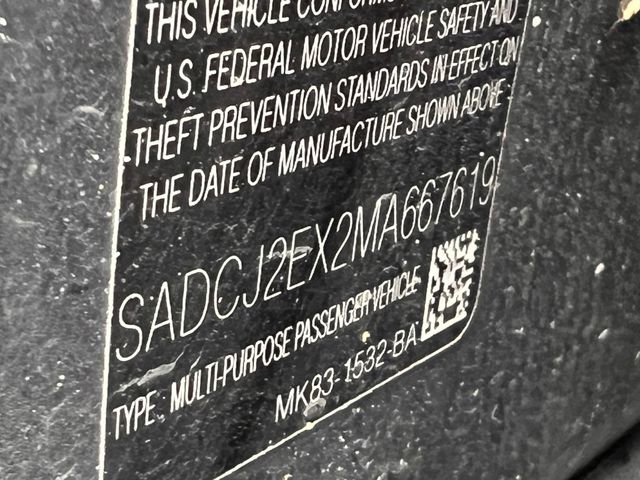 THIS VEHICLE CONFORMS
U.S. FEDERAL MOTOR VEHICLE SAFETY AND
THEFT PREVENTION STANDARDS IN EFFECT ON
THE DATE OF MANUFACTURE SHOWN ABOVE.
SADCJ2EX2MA667619
TYPE : MULTI-PURPOSE PASSENGER VEHICLE
MK83-1532-BA